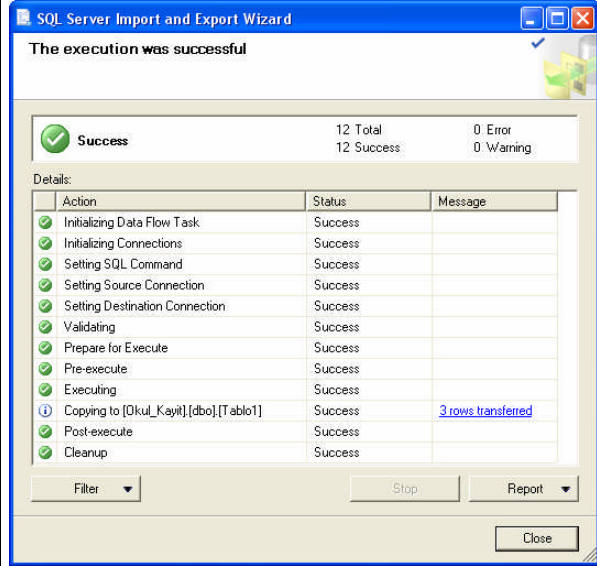 SQL Server Import and Export Wizard
The execution was successful
Success
12 Total 0 Error
12 Success 0 Warning
Details:
Action Status Message
Initializing Data Flow Task Success
Initializing Connections Success
Setting SQL Command Success
Setting Source Connection Success
Setting Destination Connection Success
Validating Success
Prepare for Execute Success
Pre-execute Success
Executing Success
Copying to [Okul_Kayit].[dbo].[Tablo1] Success 3 rows transferred
Post-execute Success
Cleanup Success
Filter Stop Report
Close